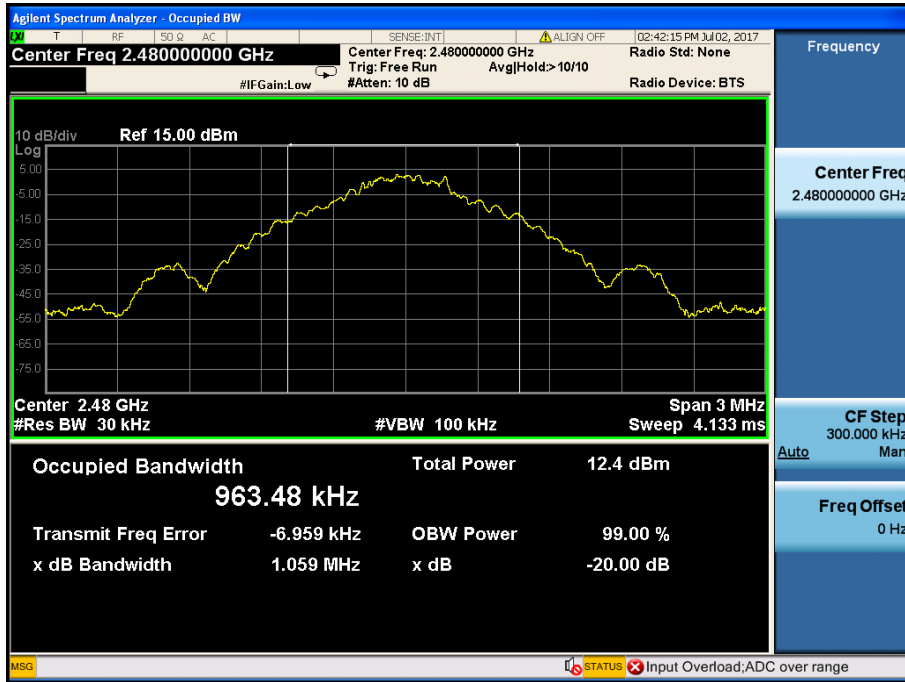 Agilent Spectrum Analyzer - Occupied BW
LXI T RF 50 Ω AC SENSE:INT ALIGN OFF 02:42:15 PM Jul 02, 2017
Center Freq 2.480000000 GHz
Center Freq: 2.480000000 GHz
Radio Std: None
Trig: Free Run Avg|Hold:> 10/10
#IFGain:Low
#Atten: 10 dB
Radio Device: BTS
10 dB/div Ref 15.00 dBm
Log
5.00
-5.00
-15.0
-25.0
-35.0
-45.0
-55.0
-65.0
-75.0
Center 2.48 GHz Span 3 MHz
#Res BW 30 kHz #VBW 100 kHz Sweep 4.133 ms
Occupied Bandwidth Total Power 12.4 dBm
963.48 kHz
Transmit Freq Error -6.959 kHz OBW Power 99.00 %
x dB Bandwidth 1.059 MHz x dB -20.00 dB
Frequency
Center Freq
2.480000000 GHz
CF Step
300.000 kHz
Auto Man
Freq Offset
0 Hz
MSG STATUS Input Overload;ADC over range